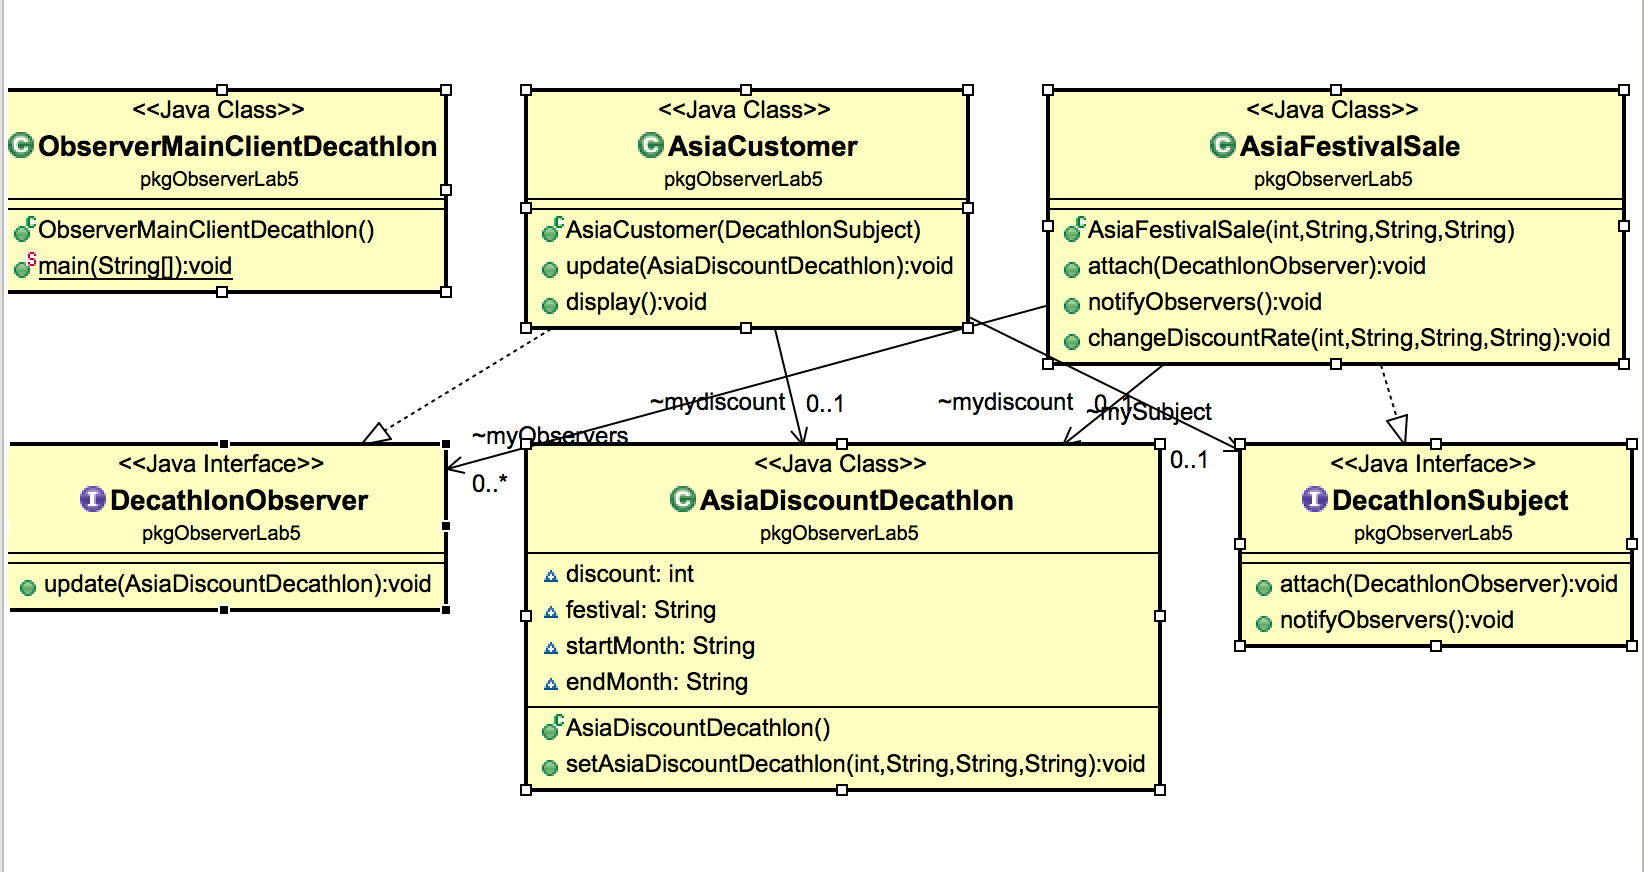 <<Java Class>>
ObserverMainClientDecathlon
pkgObserverLab5
ObserverMainClientDecathlon()
main(String[]):void
<<Java Class>>
AsiaCustomer
pkgObserverLab5
AsiaCustomer(DecathlonSubject)
update(AsiaDiscountDecathlon):void
display():void
<<Java Class>>
AsiaFestivalSale
pkgObserverLab5
AsiaFestivalSale(int,String,String,String)
attach(DecathlonObserver):void
notifyObservers():void
changeDiscountRate(int,String,String,String):void
~mydiscount
0..1
~mydiscount
0..1
~mySubject
0..1
~myObservers
0..*
<<Java Interface>>
DecathlonObserver
pkgObserverLab5
update(AsiaDiscountDecathlon):void
<<Java Class>>
AsiaDiscountDecathlon
pkgObserverLab5
discount: int
festival: String
startMonth: String
endMonth: String
AsiaDiscountDecathlon()
setAsiaDiscountDecathlon(int,String,String,String):void
<<Java Interface>>
DecathlonSubject
pkgObserverLab5
attach(DecathlonObserver):void
notifyObservers():void